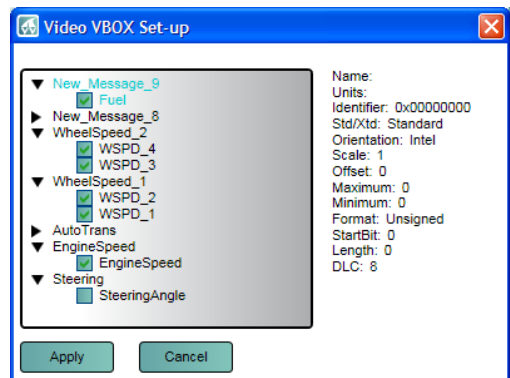 Video VBOX Set-up
New_Message_9
Fuel
New_Message_8
WheelSpeed_2
WSPD_4
WSPD_3
WheelSpeed_1
WSPD_2
WSPD_1
AutoTrans
EngineSpeed
EngineSpeed
Steering
SteeringAngle
Name:
Units:
Identifier: 0x00000000
Std/Xtd: Standard
Orientation: Intel
Scale: 1
Offset: 0
Maximum: 0
Minimum: 0
Format: Unsigned
StartBit: 0
Length: 0
DLC: 8
Apply
Cancel